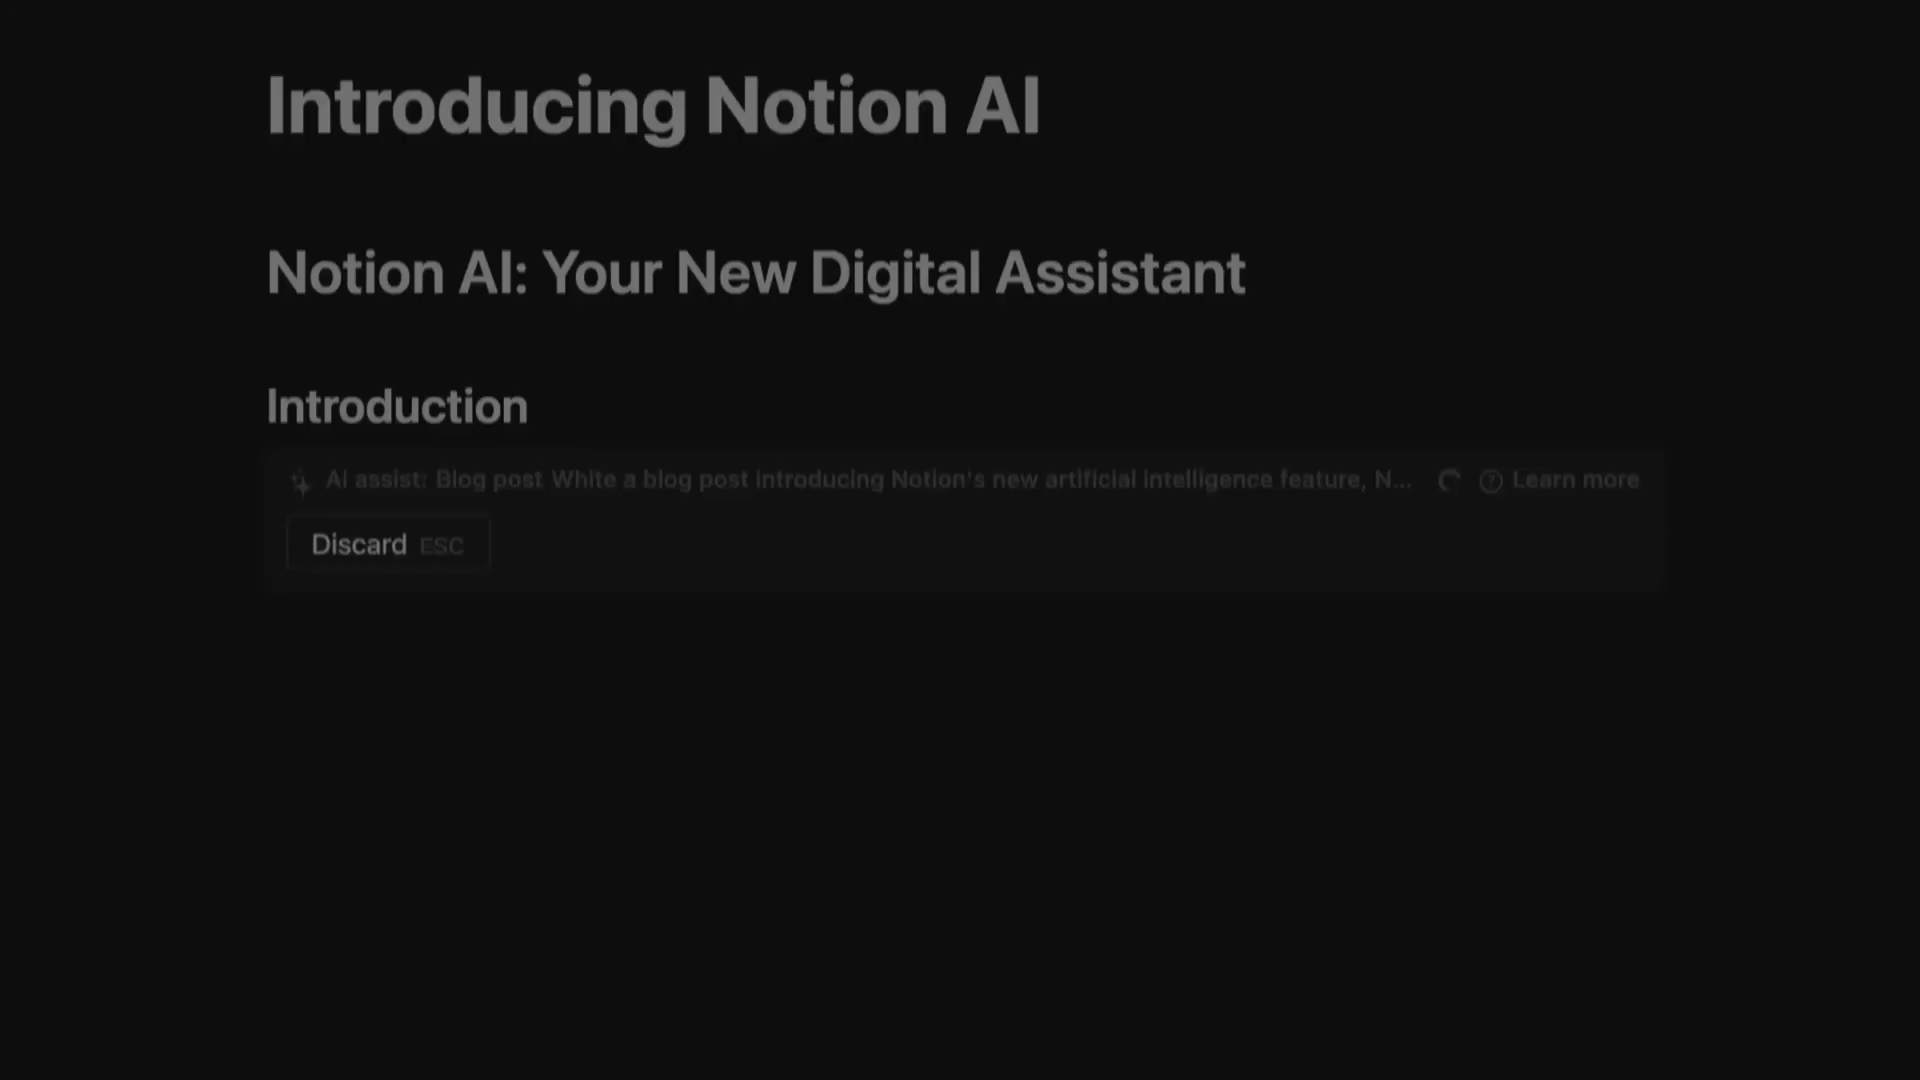 Introducing Notion AI
Notion AI: Your New Digital Assistant
Introduction
AI assist: Blog post White a blog post introducing Notion's new artificial intelligence feature, N... Learn more
Discard ESC